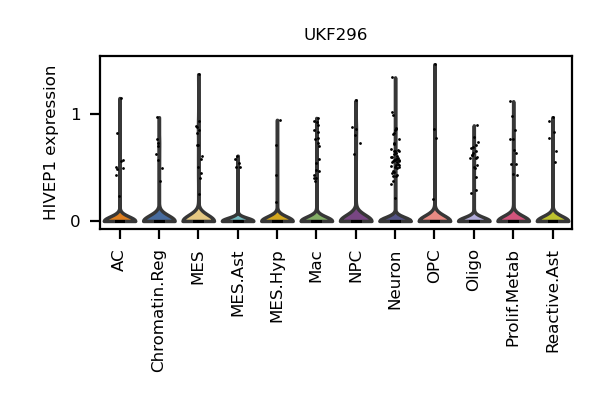 UKF296
HIVEP1 expression
1
0
AC
Chromatin.Reg
MES
MES.Ast
MES.Hyp
Mac
NPC
Neuron
OPC
Oligo
Prolif.Metab
Reactive.Ast